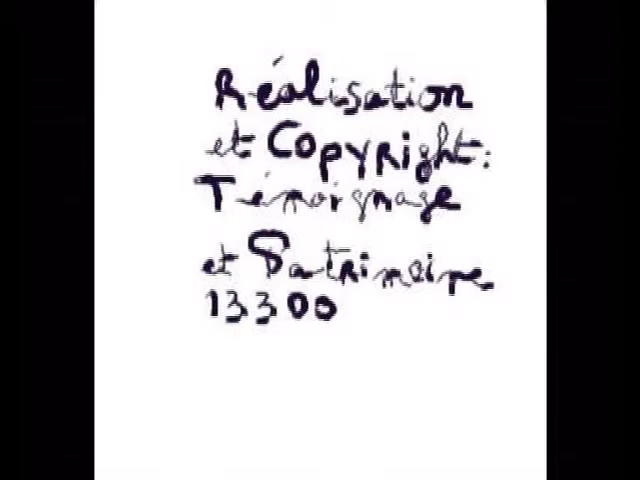 Réalisation
et Copyright:
Témoignage
et Patrimoine
13300